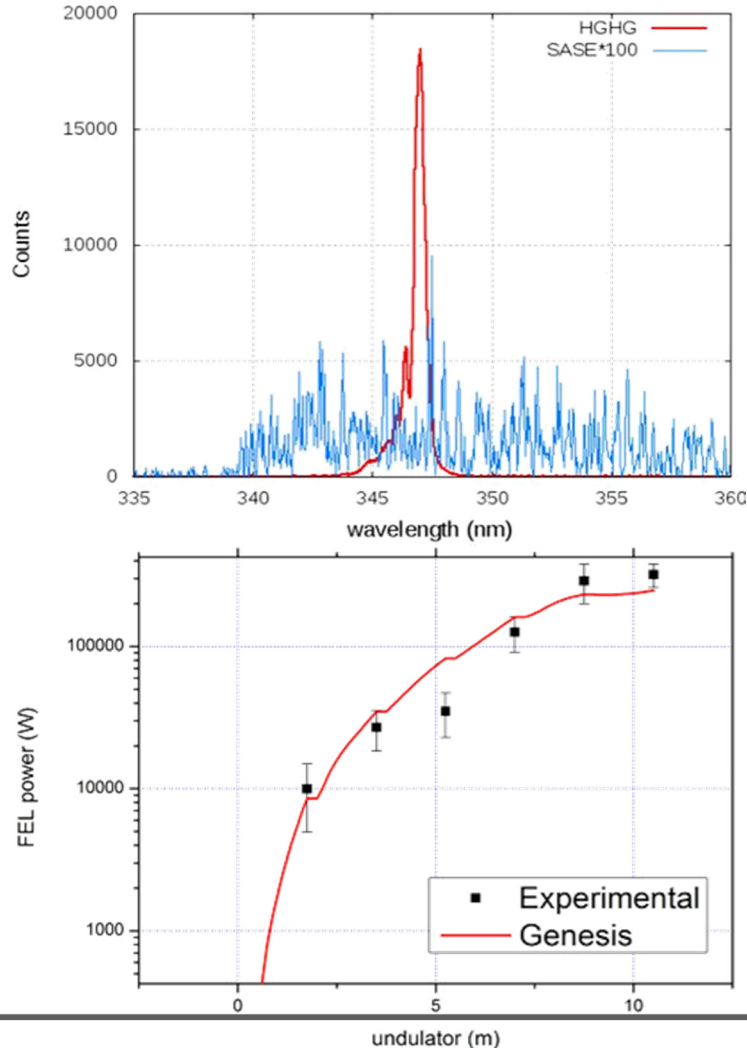 20000
HGHG
SASE*100
15000
Counts
10000
5000
0
335 340 345 350 355 360
wavelength (nm)
100000
FEL power (W)
10000
Experimental
1000
Genesis
0 5 10
undulator (m)